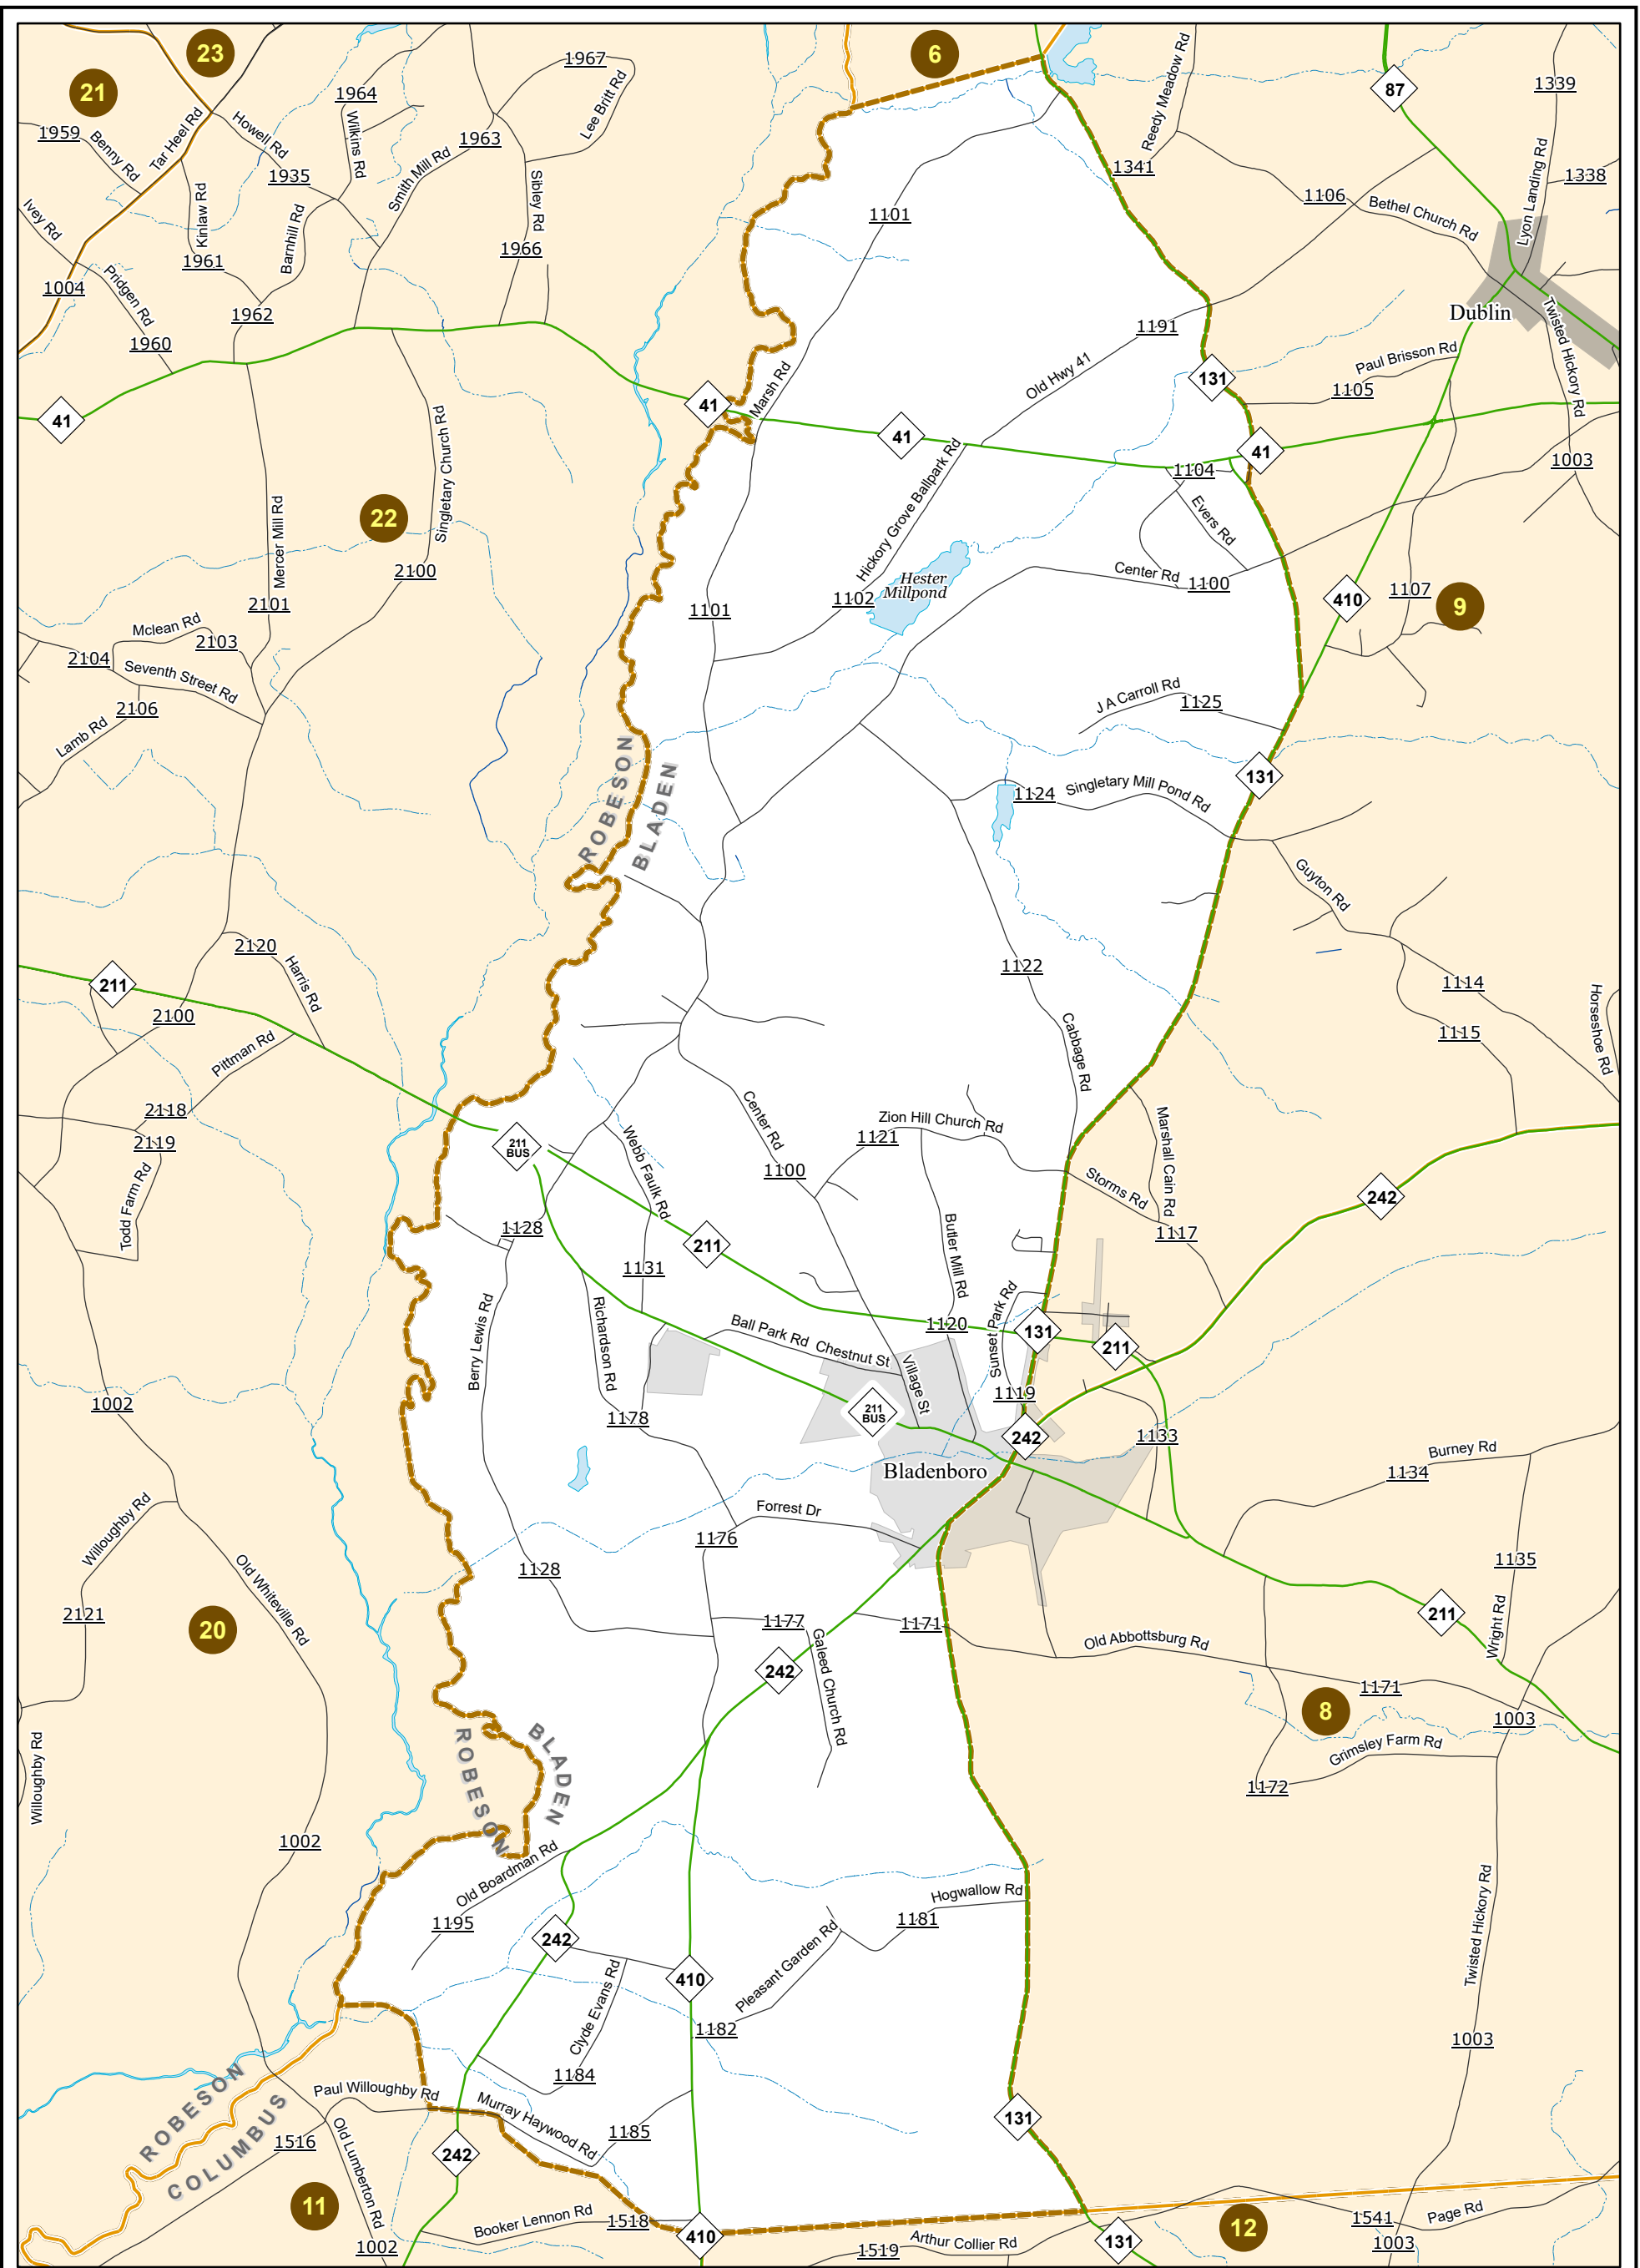 23
6
21
1967
87
1339
1964
Reedy Meadow Rd
Lee Britt Rd
1959
Benny Rd
Tar Heel Rd
Howell Rd
Wilkins Rd
1963
1341
Lyon Landing Rd
1338
1935
Smith Mill Rd
Sibley Rd
1106
Bethel Church Rd
Ivey Rd
Kinlaw Rd
Barnhill Rd
1101
1966
1961
1004
Pridgen Rd
1962
Dublin
Twisted Hickory Rd
1960
1191
Old Hwy 41
Paul Brisson Rd
131
1105
Marsh Rd
41
41
41
41
Singletary Church Rd
Hickory Grove Ballpark Rd
1104
1003
Evers Rd
22
Mercer Mill Rd
2100
Hester
Millpond
Center Rd
1100
410
1107
9
2101
1101
1102
Mclean Rd
2103
2104
Seventh Street Rd
2106
Lamb Rd
J A Carroll Rd
1125
ROBESON
BLADEN
131
1124
Singletary Mill Pond Rd
Guyton Rd
2120
Harris Rd
211
1122
1114
2100
Horseshoe Rd
1115
Pittman Rd
Cabbage Rd
2118
2119
Center Rd
Zion Hill Church Rd
1121
Marshall Cain Rd
211
BUS
Webb Faulk Rd
1100
Storms Rd
242
Todd Farm Rd
1128
Butler Mill Rd
1117
211
1131
Berry Lewis Rd
Richardson Rd
Ball Park Rd
Chestnut St
1120
Sunset Park Rd
131
211
Village St
1002
1119
211
BUS
1178
242
1133
Burney Rd
1134
Bladenboro
Forrest Dr
Willoughby Rd
1176
1135
Old Whiteville Rd
1128
2121
20
1177
1171
211
Wright Rd
Galeed Church Rd
Old Abbottsburg Rd
242
1171
8
1003
Willoughby Rd
ROBESON
BLADEN
Grimsley Farm Rd
1172
1002
Old Boardman Rd
Hogwallow Rd
1195
1181
Twisted Hickory Rd
242
Pleasant Garden Rd
410
Clyde Evans Rd
1182
1003
1184
ROBESON
COLUMBUS
Paul Willoughby Rd
Murray Haywood Rd
131
1516
Old Lumberton Rd
242
1185
11
Booker Lennon Rd
1518
410
12
1541
Page Rd
1002
1519
Arthur Collier Rd
131
1003